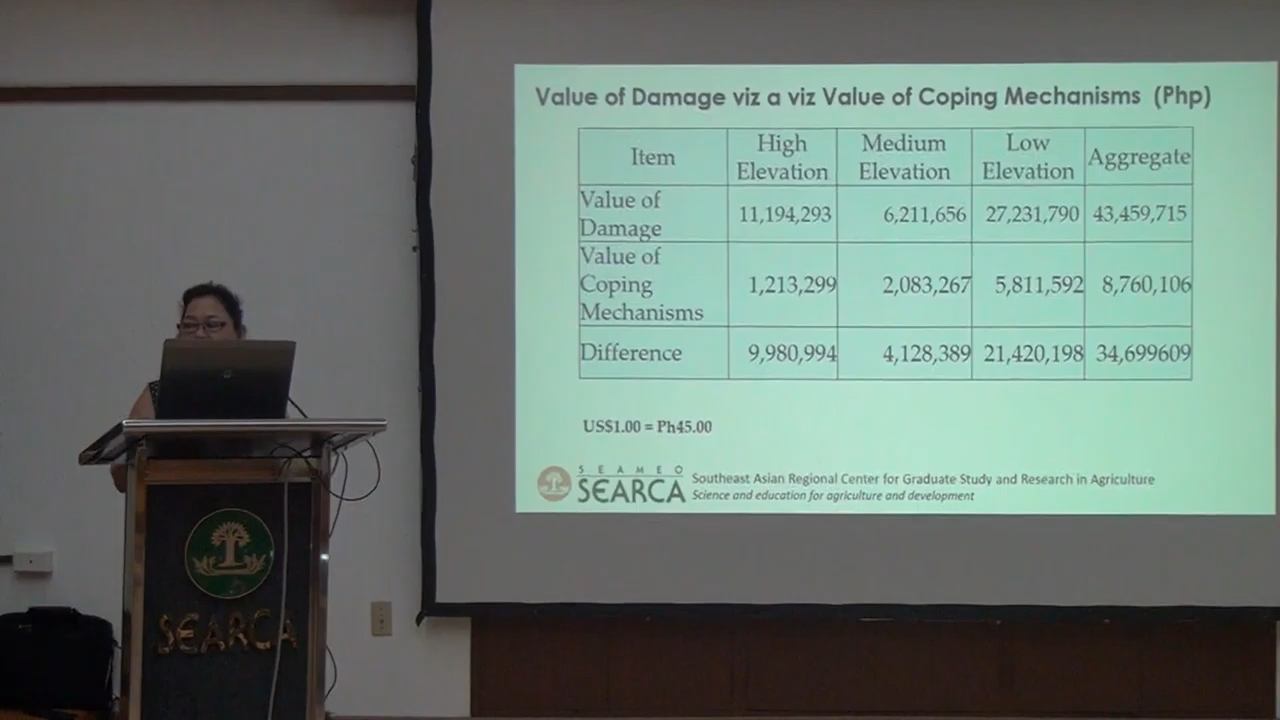 Value of Damage viz a viz Value of Coping Mechanisms (Php)
Item
High
Elevation
Medium
Elevation
Low
Elevation
Aggregate
Value of
Damage
11,194,293
6,211,656
27,231,790
43,459,715
Value of
Coping
Mechanisms
1,213,299
2,083,267
5,811,592
8,760,106
Difference
9,980,994
4,128,389
21,420,198
34,699609
US$1.00 = Ph45.00
SEAMEO
SEARCA
Southeast Asian Regional Center for Graduate Study and Research in Agriculture
Science and education for agriculture and development
SEARCA